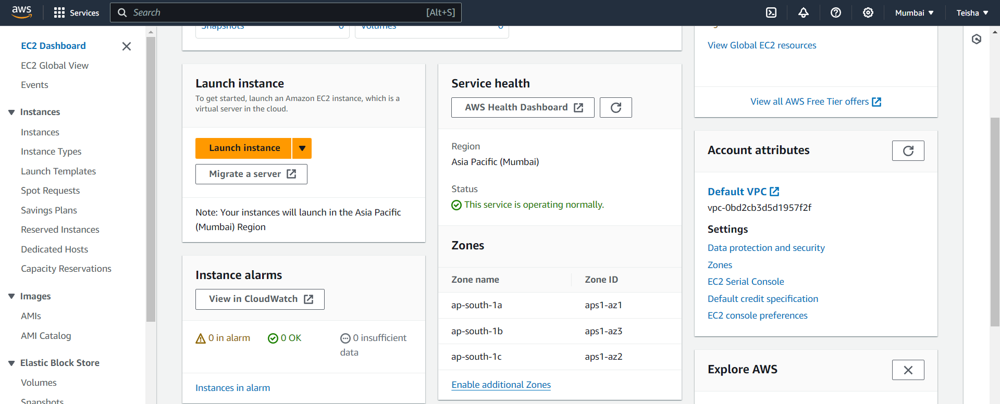 aws
Services
Search
[Alt+S]
Mumbai
Teisha
EC2 Dashboard
EC2 Global View
Events
Instances
Instances
Instance Types
Launch Templates
Spot Requests
Savings Plans
Reserved Instances
Dedicated Hosts
Capacity Reservations
Images
AMIs
AMI Catalog
Elastic Block Store
Volumes
Snapshots
Snapshots 0
Volumes 0
Launch instance
To get started, launch an Amazon EC2 instance, which is a
virtual server in the cloud.
Launch instance
Migrate a server
Note: Your instances will launch in the Asia Pacific
(Mumbai) Region
Instance alarms
View in CloudWatch
0 in alarm
0 OK
0 insufficient
data
Instances in alarm
Service health
AWS Health Dashboard
Region
Asia Pacific (Mumbai)
Status
This service is operating normally.
Zones
Zone name Zone ID
ap-south-1a aps1-az1
ap-south-1b aps1-az3
ap-south-1c aps1-az2
Enable additional Zones
View Global EC2 resources
View all AWS Free Tier offers
Account attributes
Default VPC
vpc-0bd2cb3d5d1957f2f
Settings
Data protection and security
Zones
EC2 Serial Console
Default credit specification
EC2 console preferences
Explore AWS